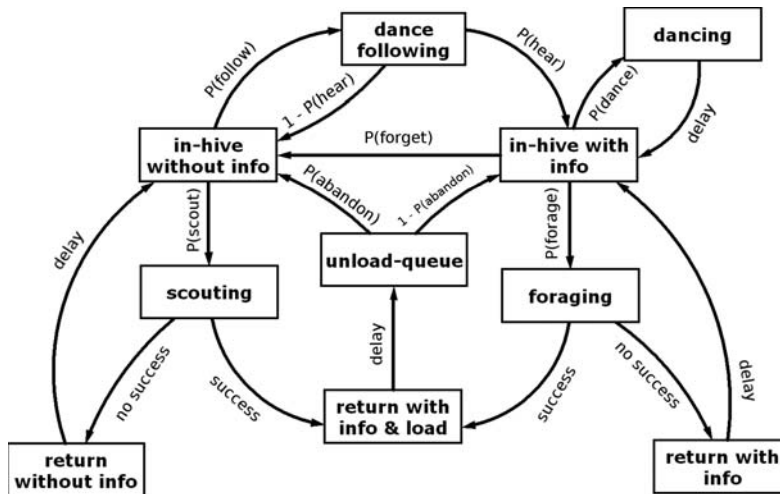 dance
following
dancing
P(follow)
1 - P(hear)
P(hear)
P(dance)
delay
in-hive
without info
P(forget)
in-hive with
info
P(scout)
P(abandon)
1 - P(abandon)
P(forage)
delay
unload-queue
scouting
foraging
delay
delay
no success
success
success
no success
return with
info & load
return
without info
return with
info